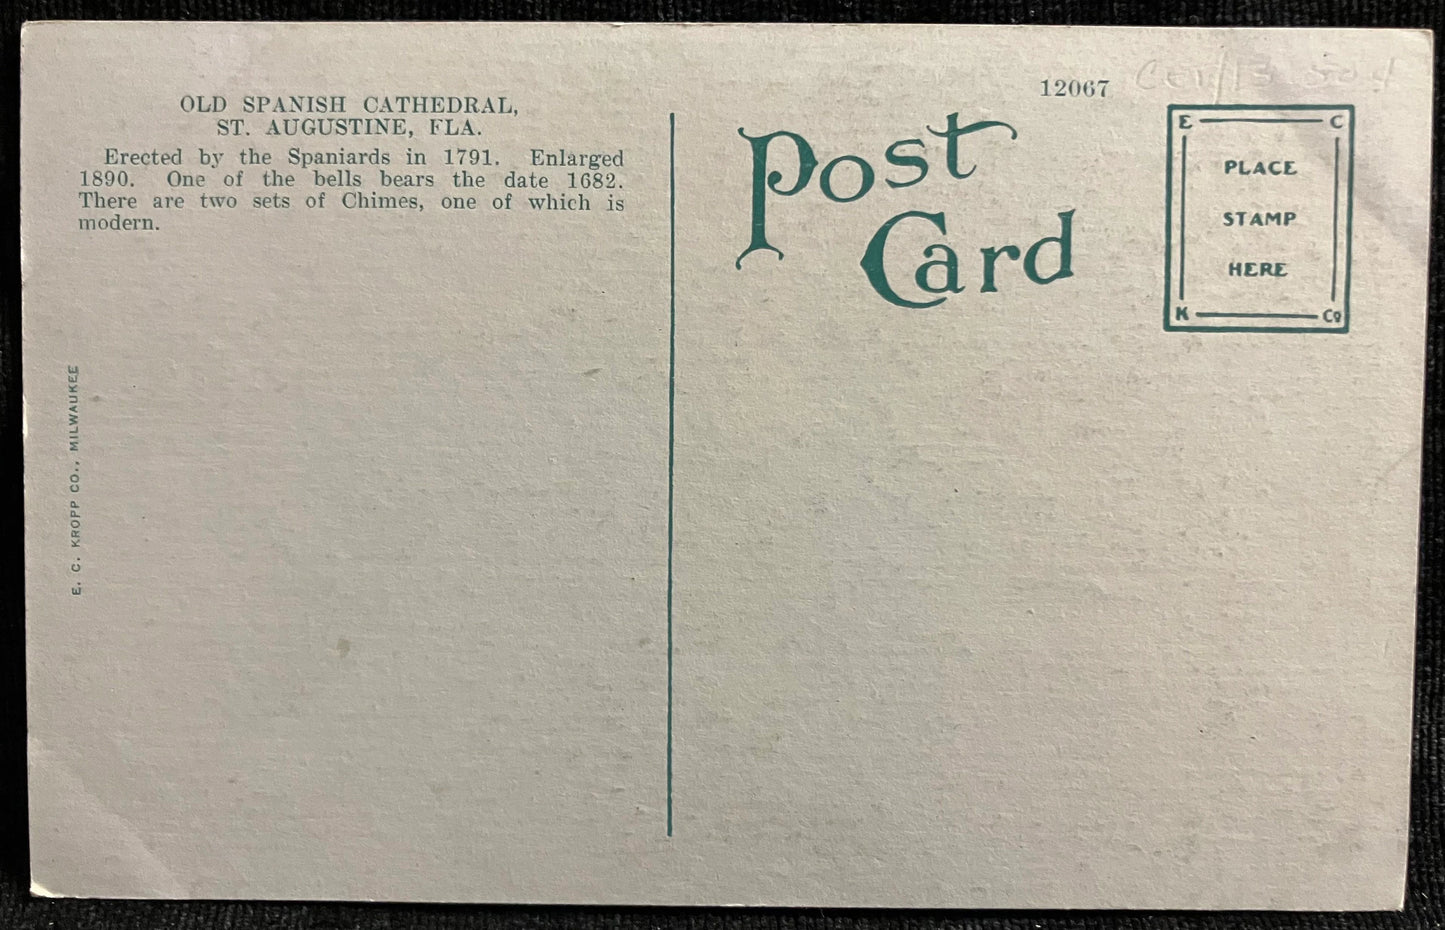 OLD SPANISH CATHEDRAL,
ST. AUGUSTINE, FLA.
Erected by the Spaniards in 1791. Enlarged
1890. One of the bells bears the date 1682.
There are two sets of Chimes, one of which is
modern.
E. C. KROPP CO., MILWAUKEE
12067
Post
Card
E C
PLACE
STAMP
HERE
K Co